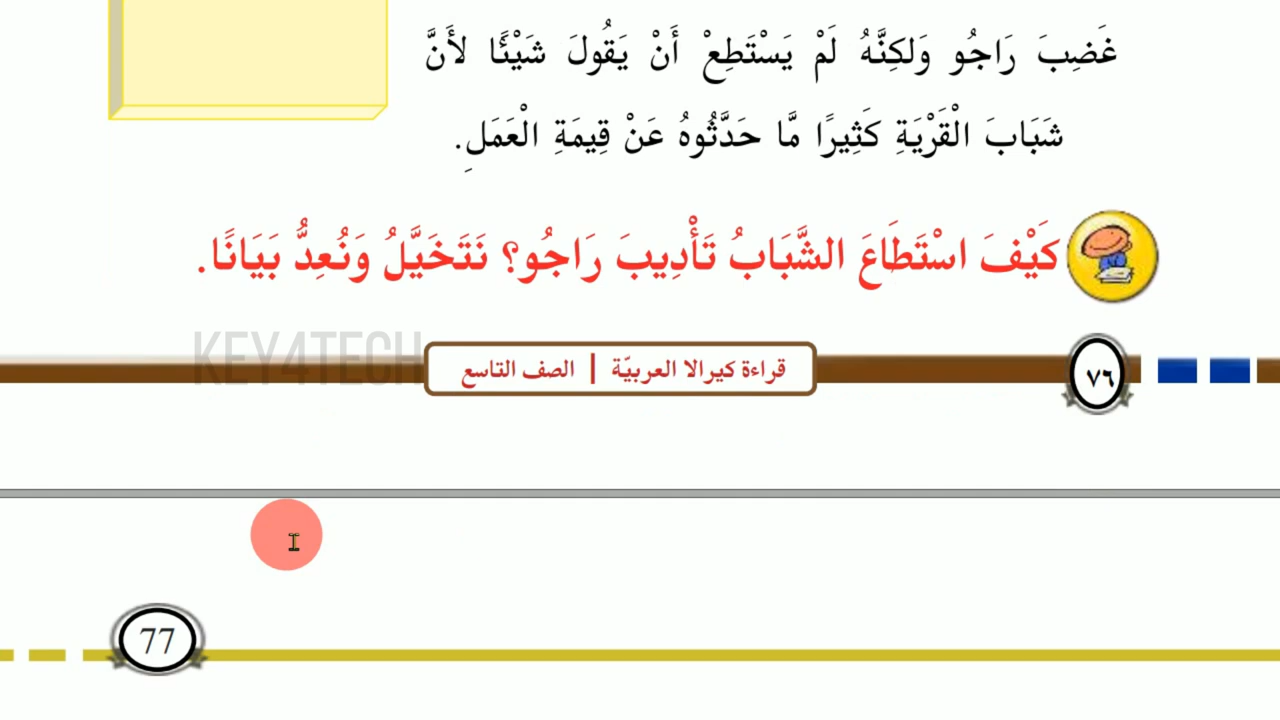 غَضِبَ رَاجُو وَلكِنَّهُ لَمْ يَسْتَطِعْ أَنْ يَقُولَ شَيْئًا لأَنَّ
شَبَابَ الْقَرْيَةِ كَثِيرًا مَّا حَدَّثُوهُ عَنْ قِيمَةِ الْعَمَلِ.
كَيْفَ اسْتَطَاعَ الشَّبَابُ تَأْدِيبَ رَاجُو؟ نَتَخَيَّلُ وَنُعِدُّ بَيَانًا.
KEY4TECH
قراءة كيرالا العربيّة | الصف التاسع
٧٦
77